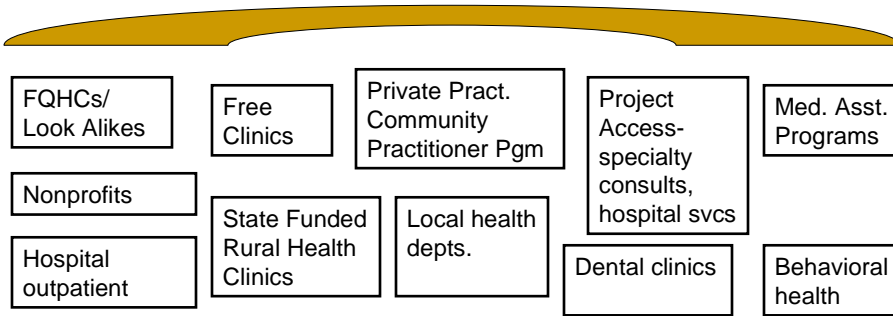 FQHCs/
Look Alikes
Free
Clinics
Private Pract.
Community
Practitioner Pgm
Project
Access-
specialty
consults,
hospital svcs
Med. Asst.
Programs
Nonprofits
State Funded
Rural Health
Clinics
Local health
depts.
Hospital
outpatient
Dental clinics
Behavioral
health